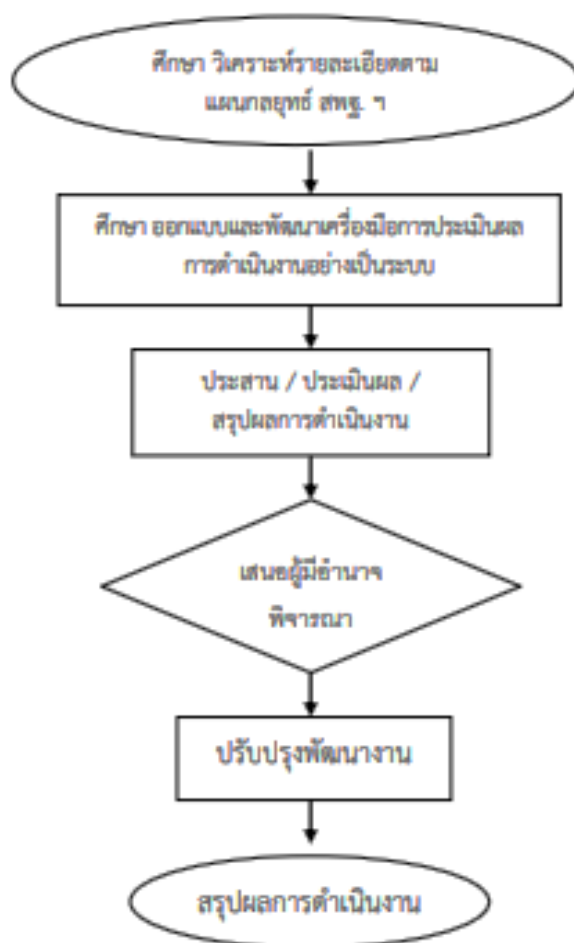 ศึกษา วิเคราะห์รายละเอียดตาม
แผนกลยุทธ์ สพฐ. ฯ
ศึกษา ออกแบบและพัฒนาเครื่องมือการประเมินผล
การดำเนินงานอย่างเป็นระบบ
ประสาน / ประเมินผล /
สรุปผลการดำเนินงาน
เสนอผู้มีอำนาจ
พิจารณา
ปรับปรุงพัฒนางาน
สรุปผลการดำเนินงาน